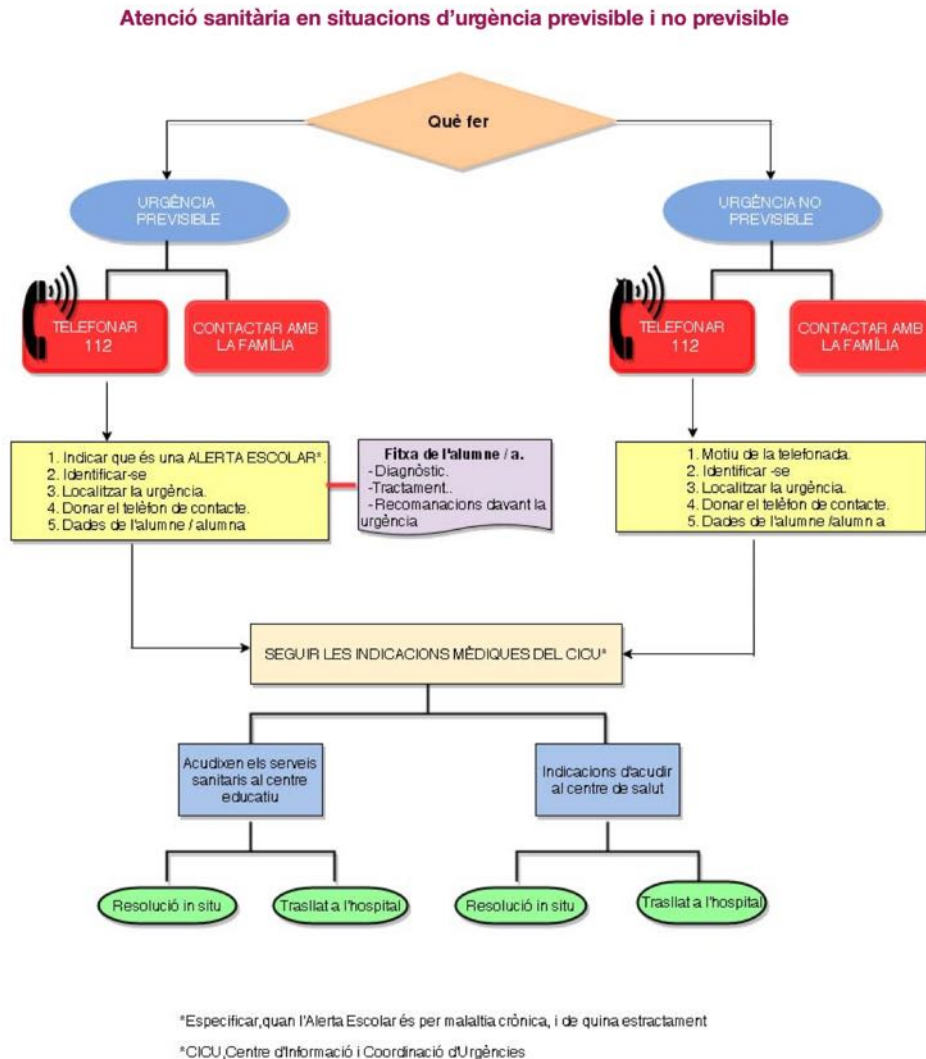 Atenció sanitària en situacions d'urgència previsible i no previsible
Què fer
URGÈNCIA
PREVISIBLE
URGÈNCIA NO
PREVISIBLE
TELEFONAR
112
CONTACTAR AMB
LA FAMÍLIA
TELEFONAR
112
CONTACTAR AMB
LA FAMÍLIA
1. Indicar que és una ALERTA ESCOLAR*.
2. Identificar-se
3. Localitzar la urgència.
4. Donar el telèfon de contacte.
5. Dades de l'alumne / alumna
Fitxa de l'alumne / a.
-Diagnòstic.
-Tractament..
-Recomanacions davant la
urgència
1. Motiu de la telefonada.
2. Identificar -se
3. Localitzar la urgència.
4. Donar el telèfon de contacte.
5. Dades de l'alumne /alumn a
SEGUIR LES INDICACIONS MÈDIQUES DEL CICU*
Acudixen els serveis
sanitaris al centre
educatiu
Indicacions d'acudir
al centre de salut
Resolució in situ
Trasllat a l'hospital
Resolució in situ
Trasllat a l'hospital
*Especificar,quan l'Alerta Escolar és per malaltia crònica, i de quina es tractament
*CICU,Centre d'Informació i Coordinació d'Urgències